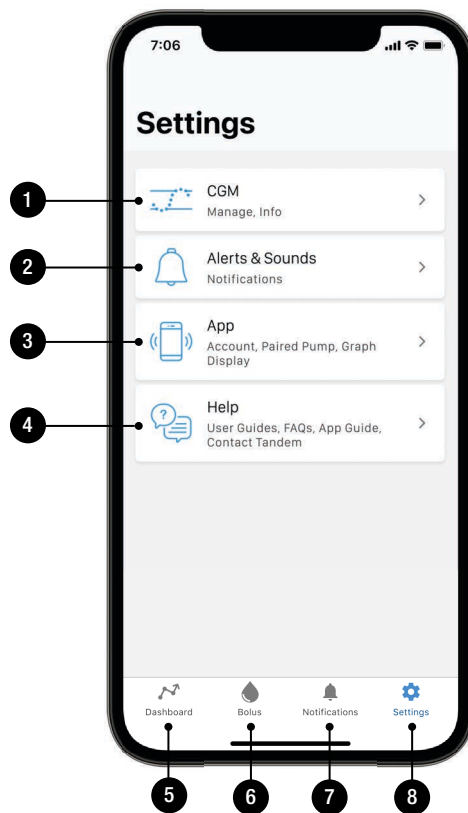 7:06
Settings
1
CGM
Manage, Info
2
Alerts & Sounds
Notifications
3
App
Account, Paired Pump, Graph
Display
4
Help
User Guides, FAQs, App Guide,
Contact Tandem
Dashboard Bolus Notifications Settings
5 6 7 8